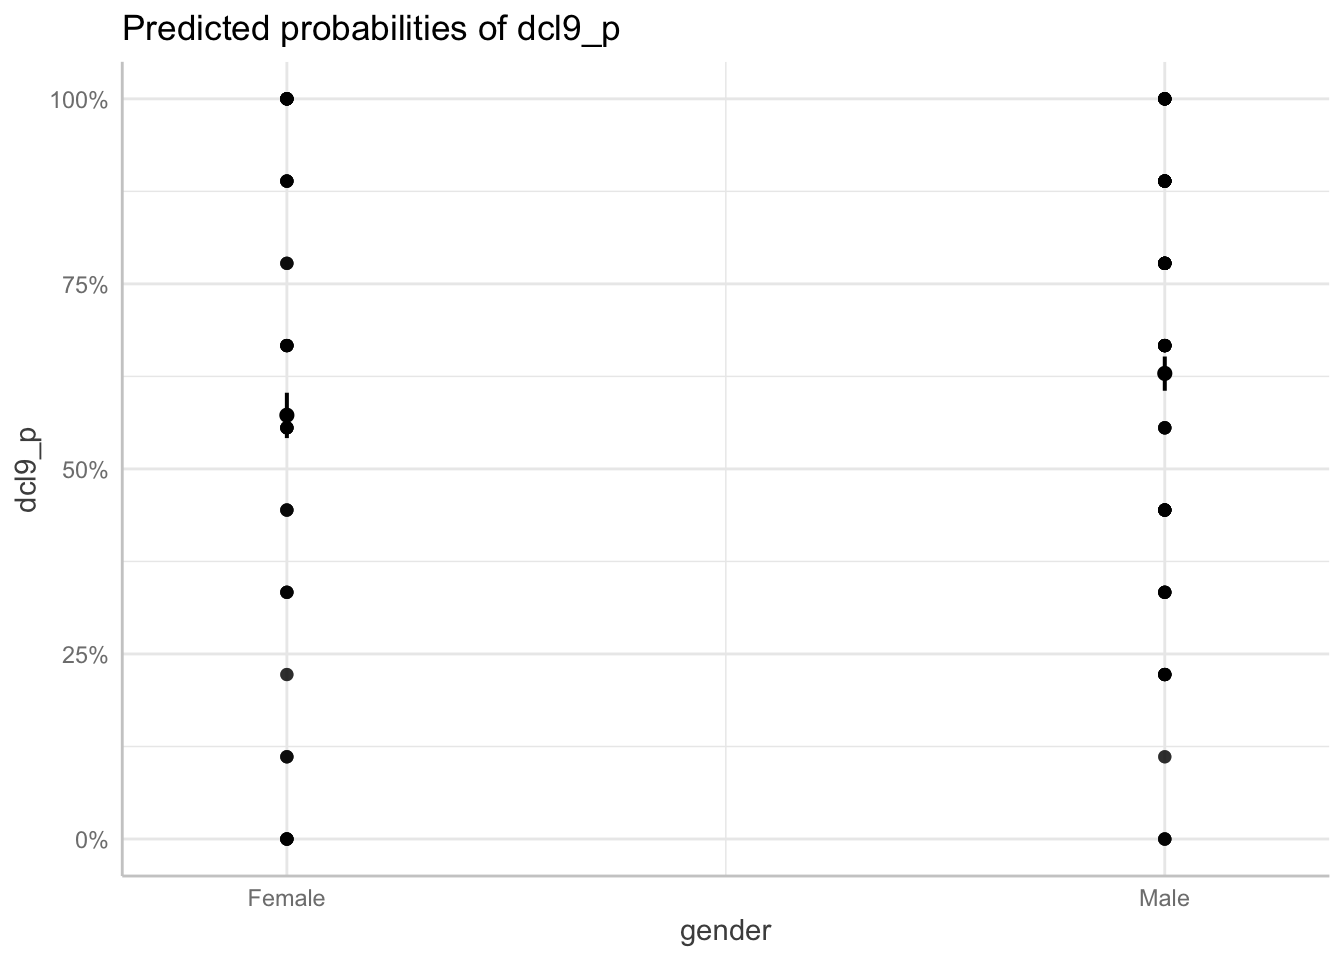 Predicted probabilities of dcl9_p
100%
75%
50%
25%
0%
dcl9_p
Female
Male
gender